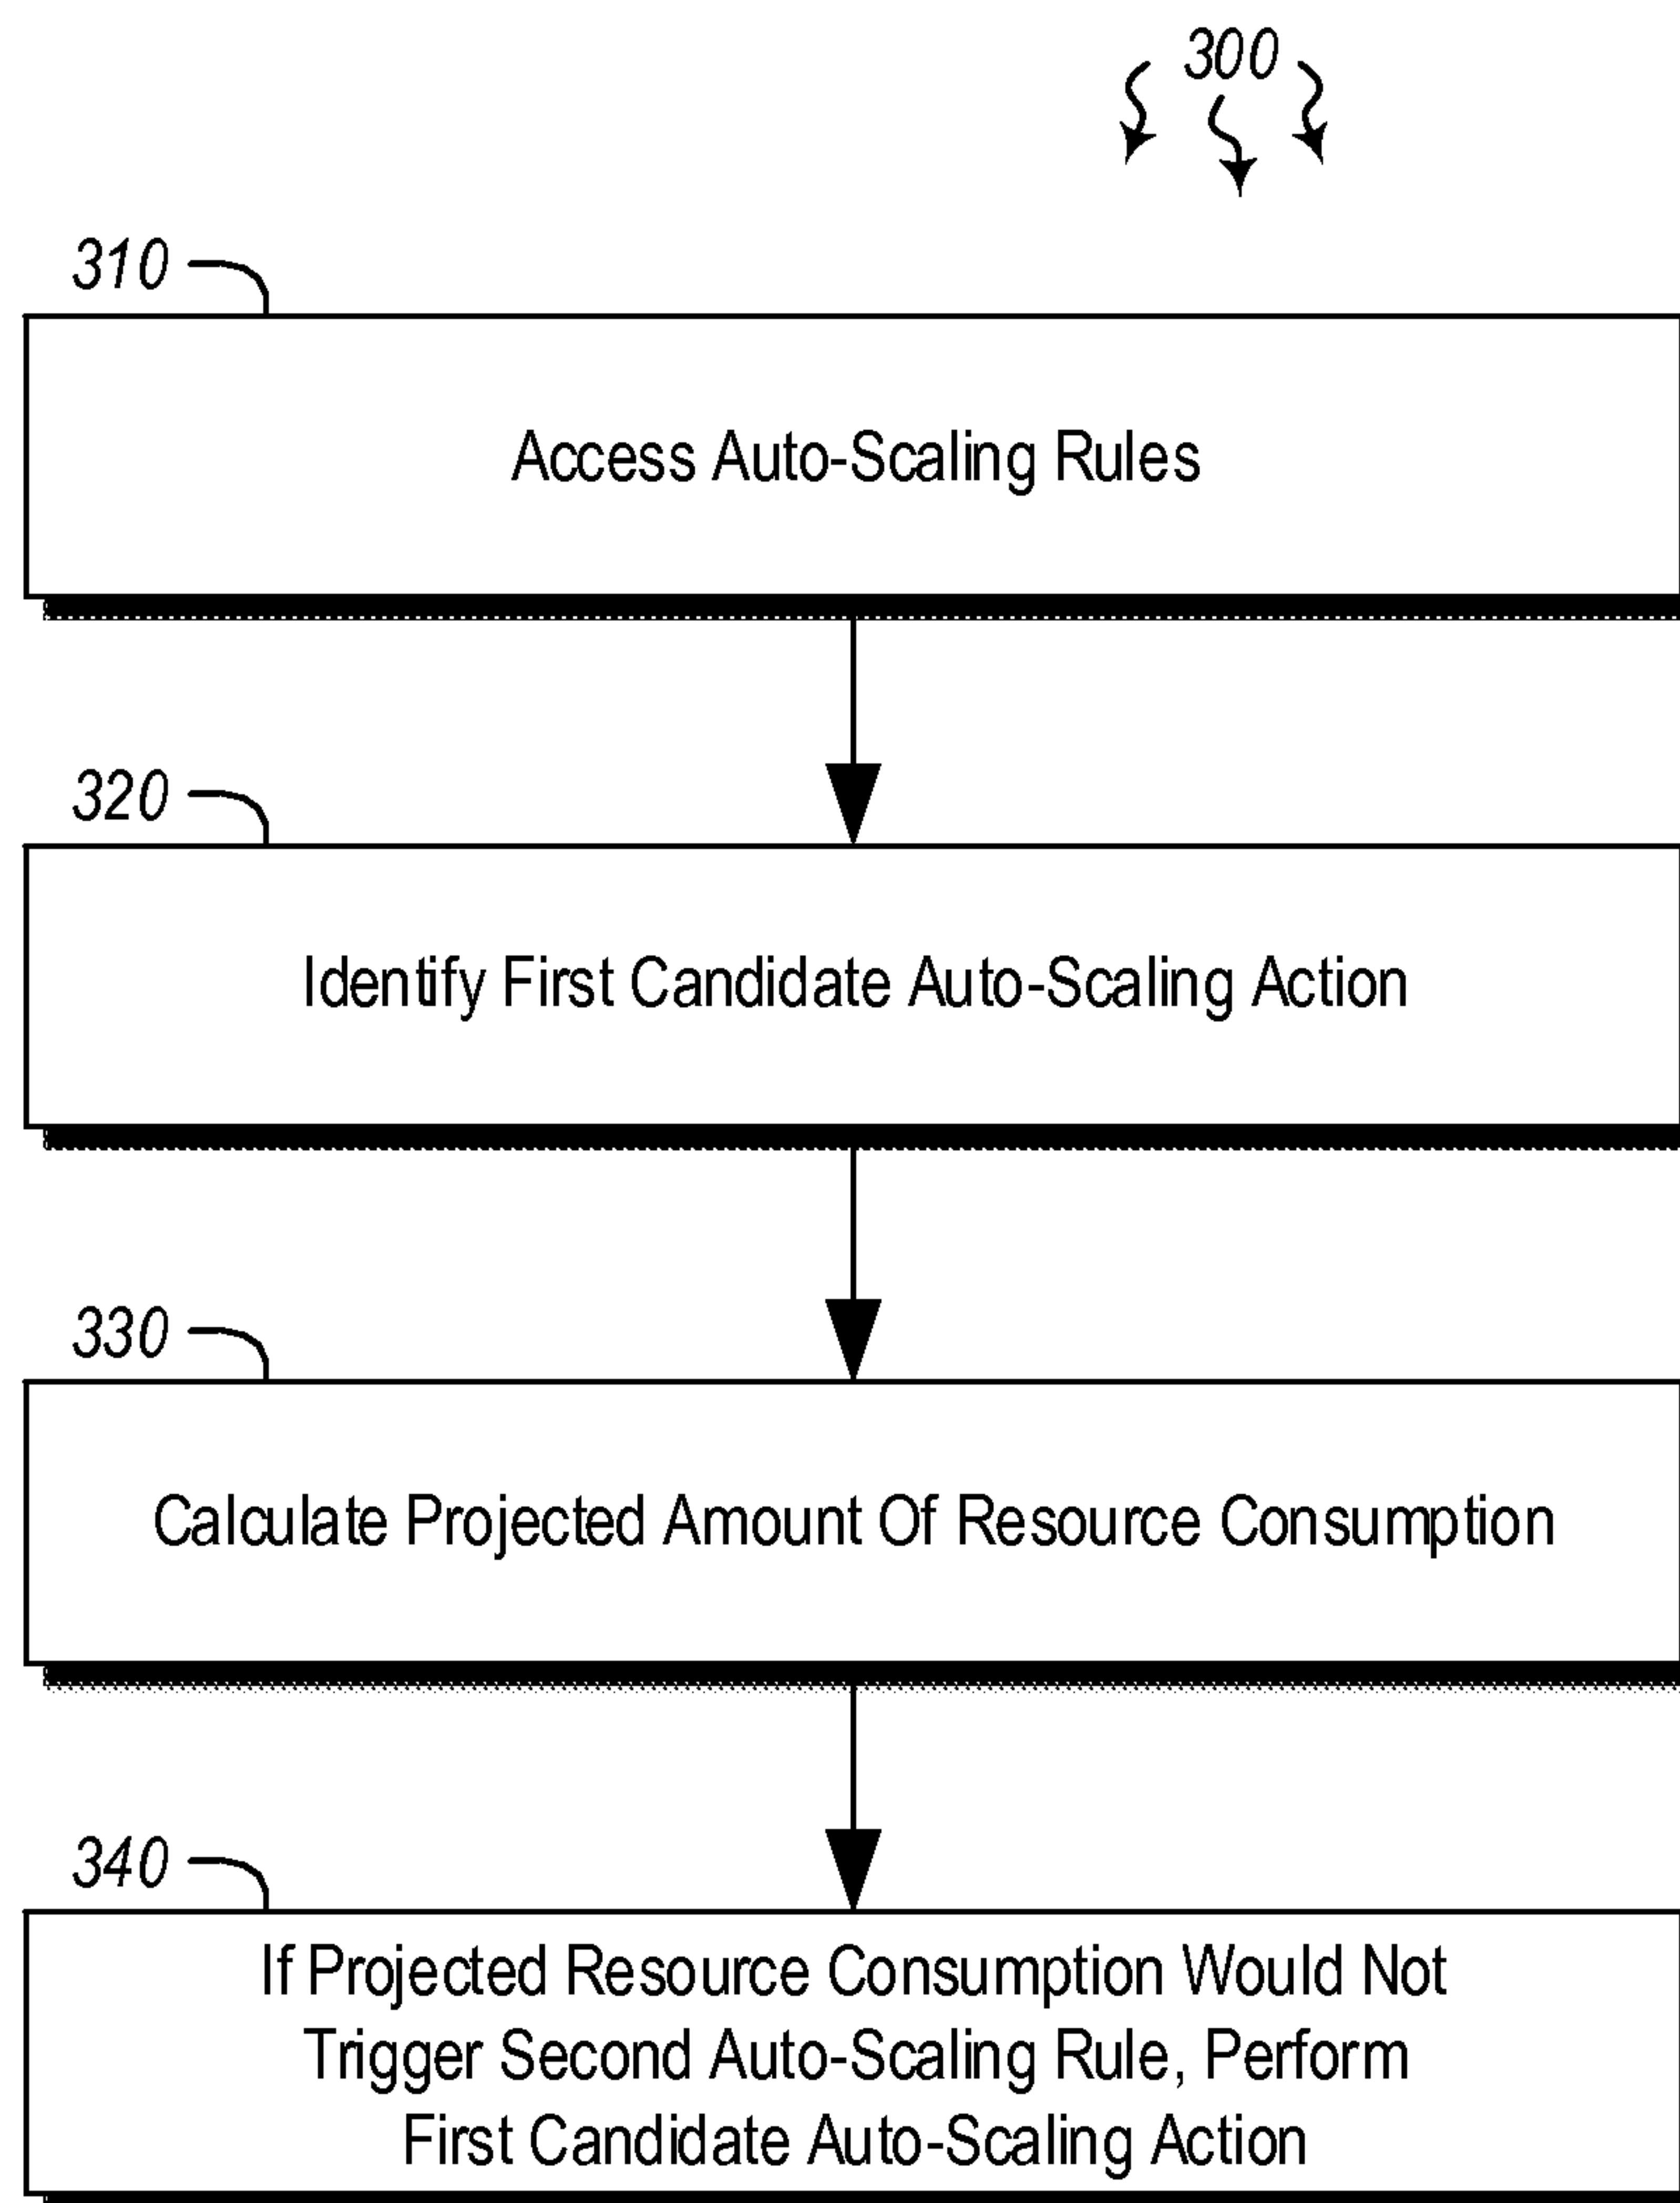 300
310
Access Auto-Scaling Rules
320
Identify First Candidate Auto-Scaling Action
330
Calculate Projected Amount Of Resource Consumption
340
If Projected Resource Consumption Would Not
Trigger Second Auto-Scaling Rule, Perform
First Candidate Auto-Scaling Action